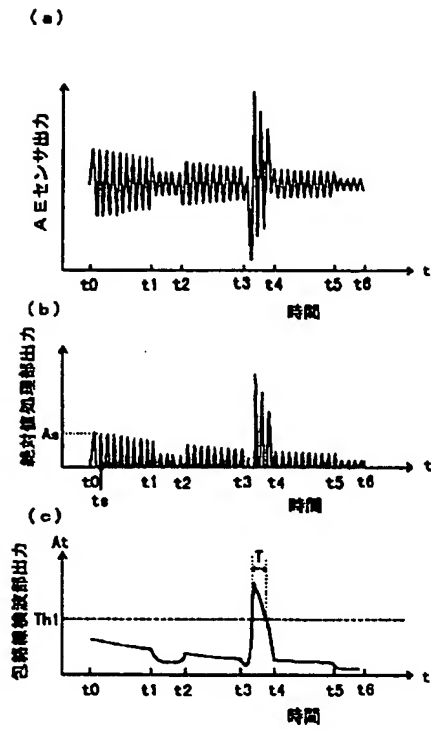 (a)
AEセンサ出力
t
t0 t1 t2 t3 t4 t5 t6
時間
(b)
絶対値処理部出力
As
t
t0 t1 t2 t3 t4 t5 t6
ts
時間
(c)
At
包絡線検波部出力
T
Th1
t
t0 t1 t2 t3 t4 t5 t6
時間